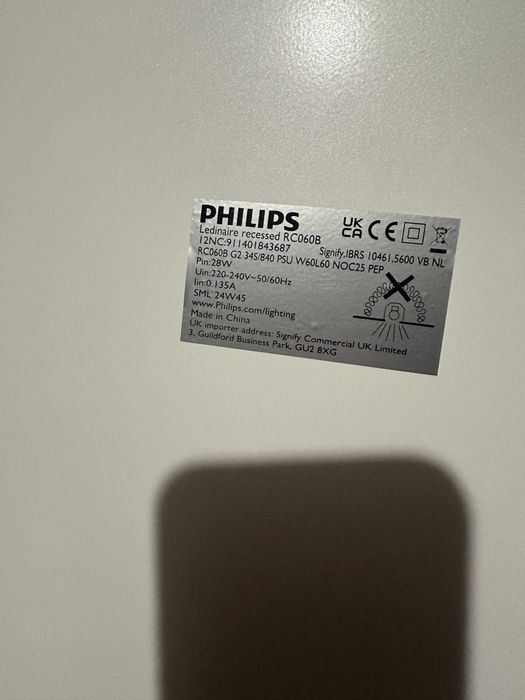 PHILIPS
UK
CA CE
Ledinaire recessed RC060B
12NC:911401843687 Signify,IBRS 10461,5600 VB NL
RC060B G2 34S/840 PSU W60L60 NOC25 PEP
Pin:28W
Uin:220-240V~50/60Hz
Iin:0.135A
SML 24W45
www.Philips.com/lighting
Made in China
UK importer address: Signify Commercial UK Limited
3, Guildford Business Park, GU2 8XG